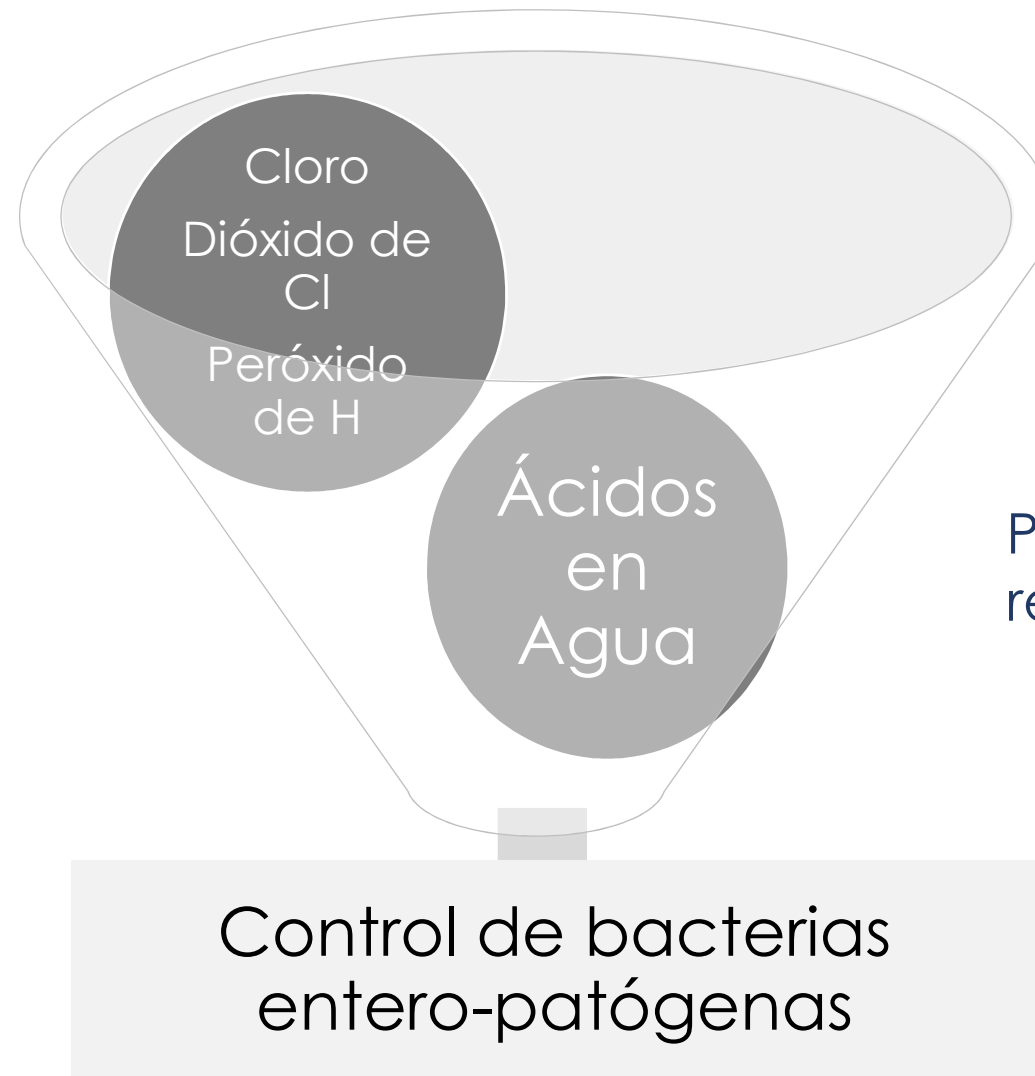 Cloro
Dióxido de
Cl
Peróxido
de H
Ácidos
en
Agua
Control de bacterias
entero-patógenas